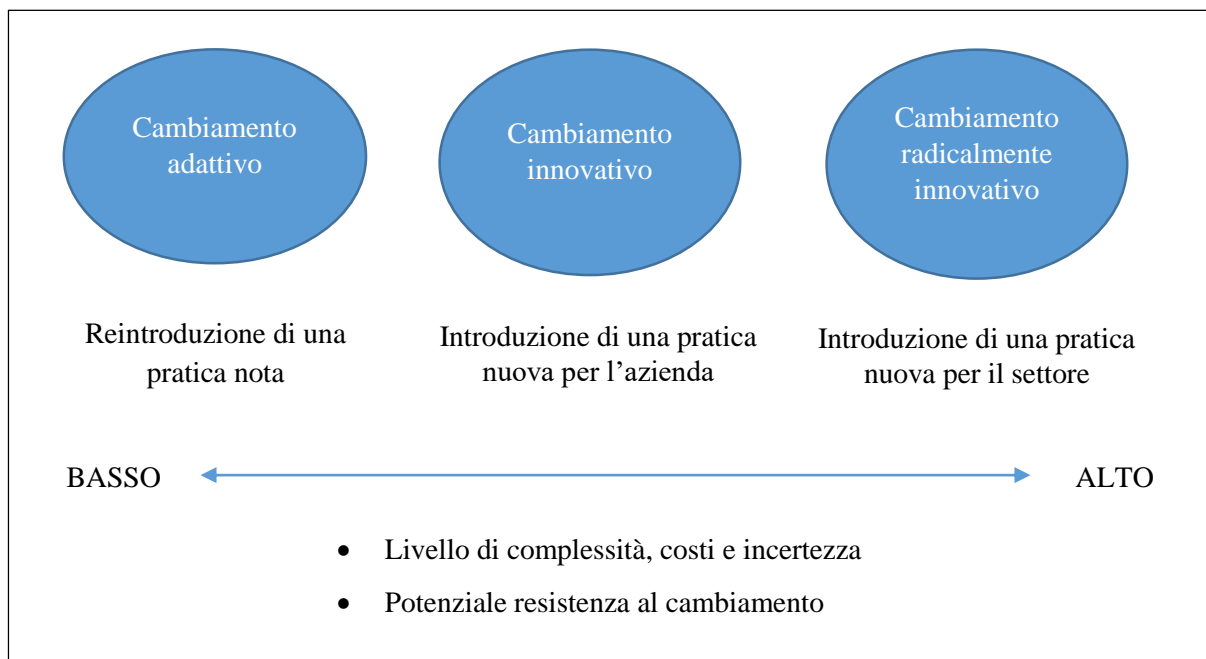 Cambiamento
adattivo
Cambiamento
innovativo
Cambiamento
radicalmente
innovativo
Reintroduzione di una
pratica nota
Introduzione di una pratica
nuova per l’azienda
Introduzione di una pratica
nuova per il settore
BASSO
ALTO
• Livello di complessità, costi e incertezza
• Potenziale resistenza al cambiamento